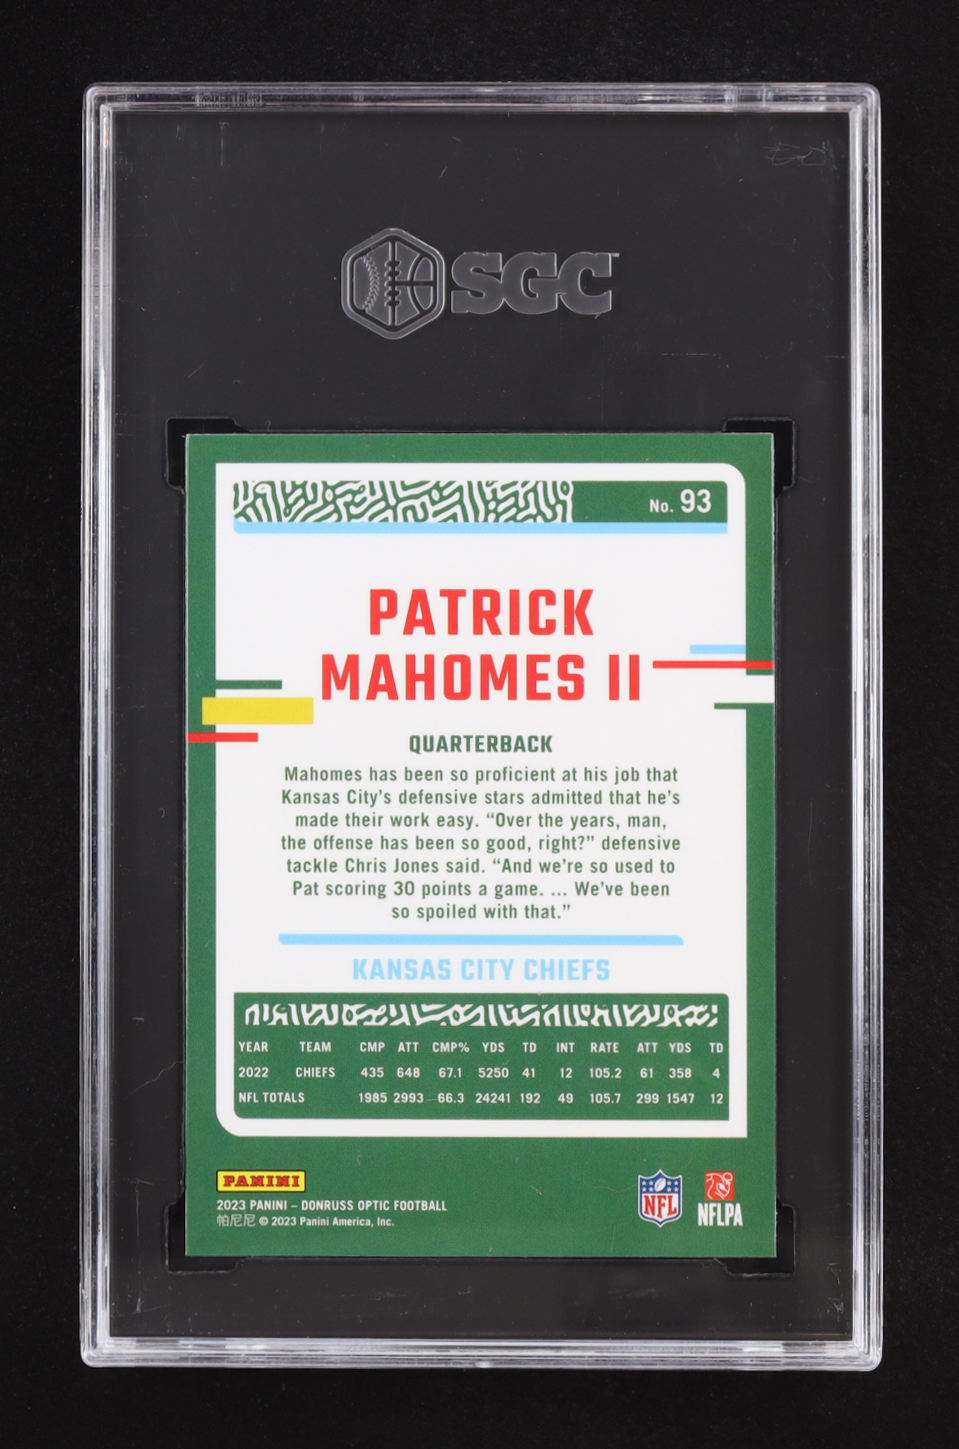 SGC
No. 93
PATRICK
MAHOMES II
QUARTERBACK
Mahomes has been so proficient at his job that
Kansas City's defensive stars admitted that he's
made their work easy. “Over the years, man,
the offense has been so good, right?” defensive
tackle Chris Jones said. “And we're so used to
Pat scoring 30 points a game. ... We've been
so spoiled with that.”
KANSAS CITY CHIEFS
YEAR TEAM CMP ATT CMP% YDS TD INT RATE ATT YDS TD
2022 CHIEFS 435 648 67.1 5250 41 12 105.2 61 358 4
NFL TOTALS 1985 2993 66.3 24241 192 49 105.7 299 1547 12
PANINI
2023 PANINI – DONRUSS OPTIC FOOTBALL
帕尼尼 © 2023 Panini America, Inc.
NFL
NFLPA